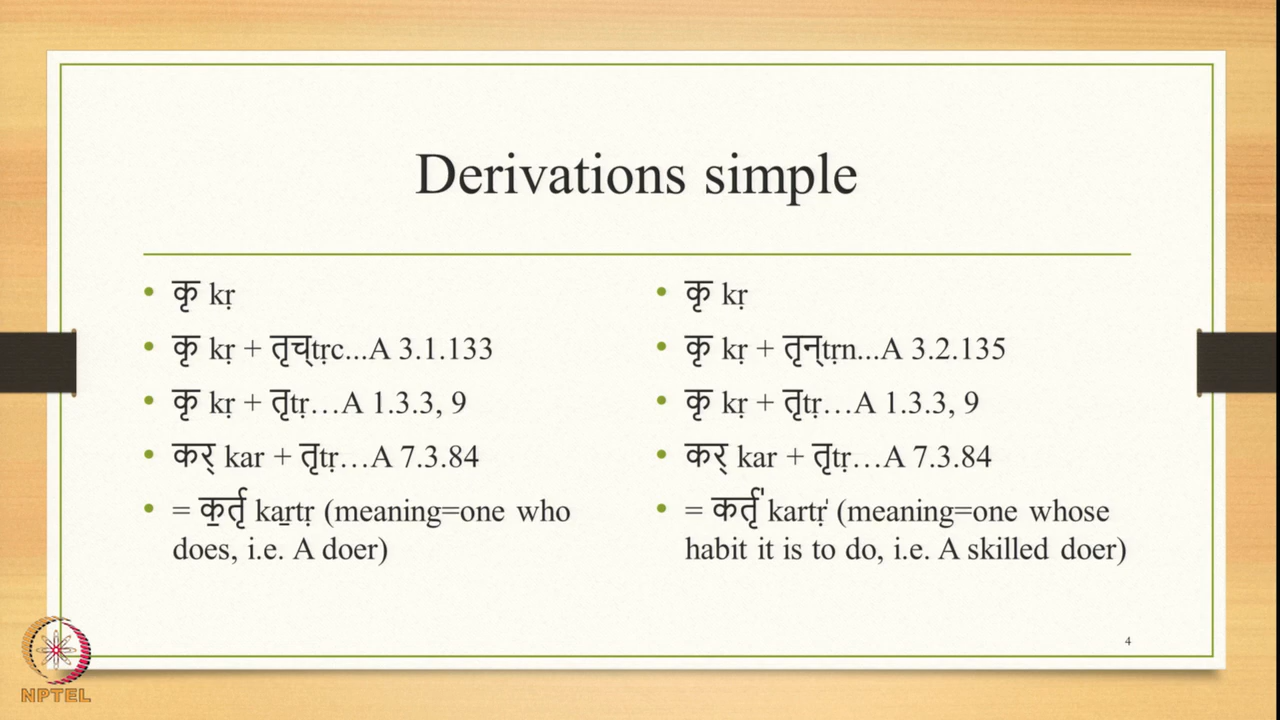 Derivations simple
• कृ kṛ
• कृ kṛ + तृच्tṛc...A 3.1.133
• कृ kṛ + तृtṛ…A 1.3.3, 9
• कर् kar + तृtṛ…A 7.3.84
• = क॒र्तृ ka̱rtṛ (meaning=one who
does, i.e. A doer)
• कृ kṛ
• कृ kṛ + तृन्tṛn...A 3.2.135
• कृ kṛ + तृtṛ…A 1.3.3, 9
• कर् kar + तृtṛ…A 7.3.84
• = कर्तृ॑ kartṛ̍ (meaning=one whose
habit it is to do, i.e. A skilled doer)
4
NPTEL